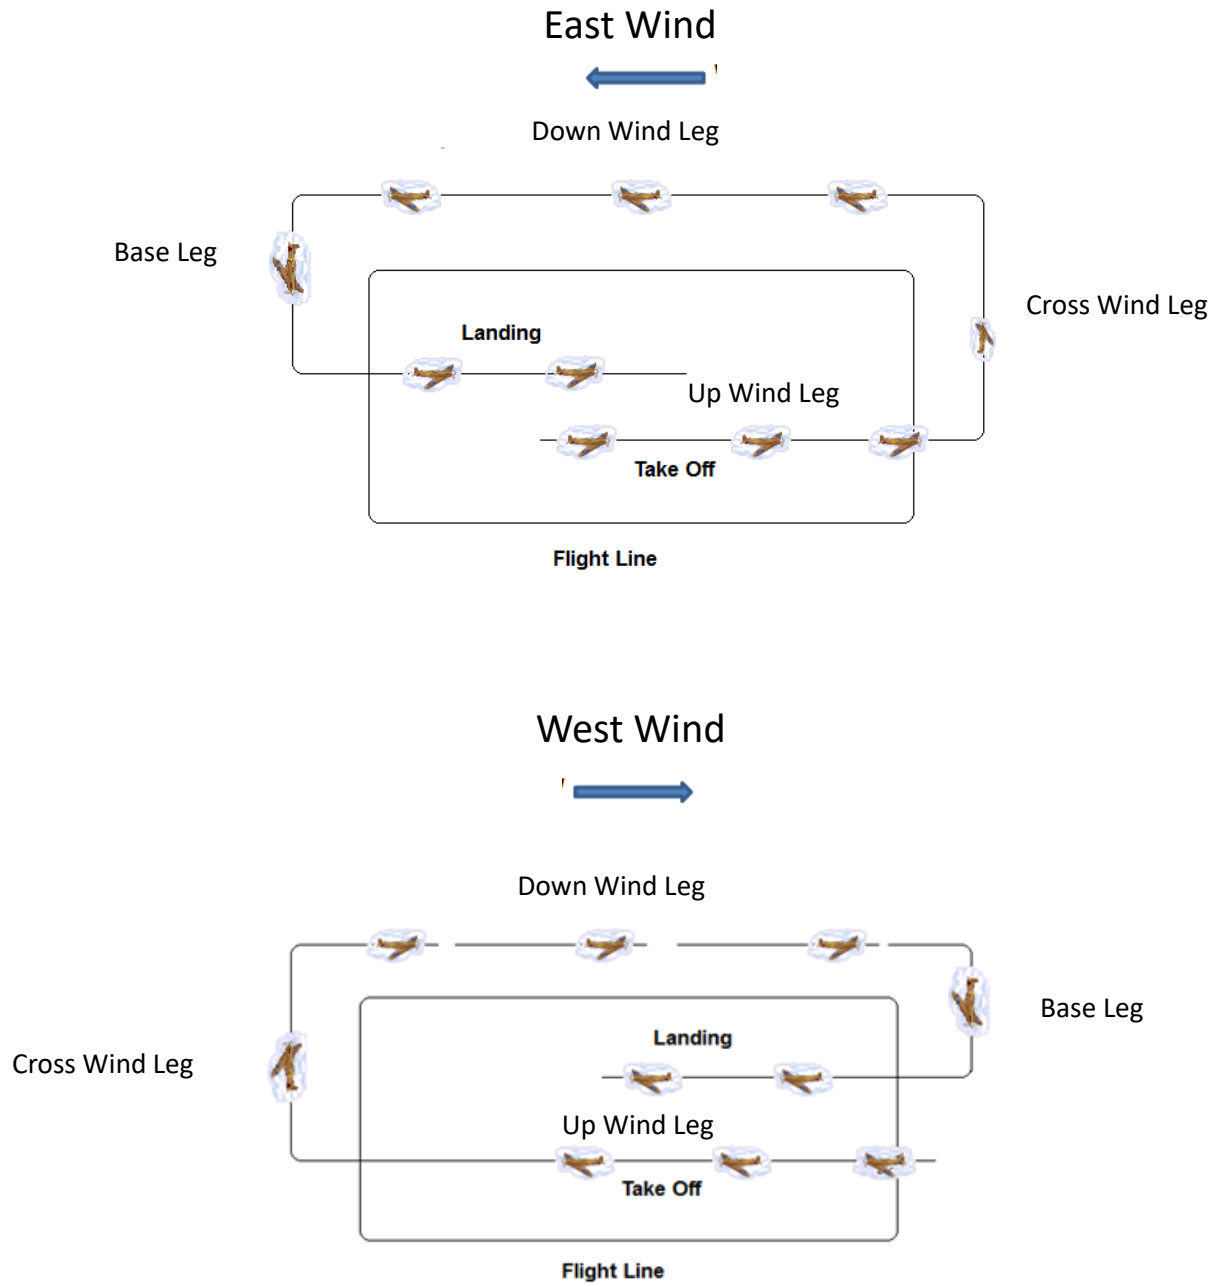 East Wind
Down Wind Leg
Base Leg
Cross Wind Leg
Landing
Up Wind Leg
Take Off
Flight Line
West Wind
Down Wind Leg
Base Leg
Landing
Cross Wind Leg
Up Wind Leg
Take Off
Flight Line